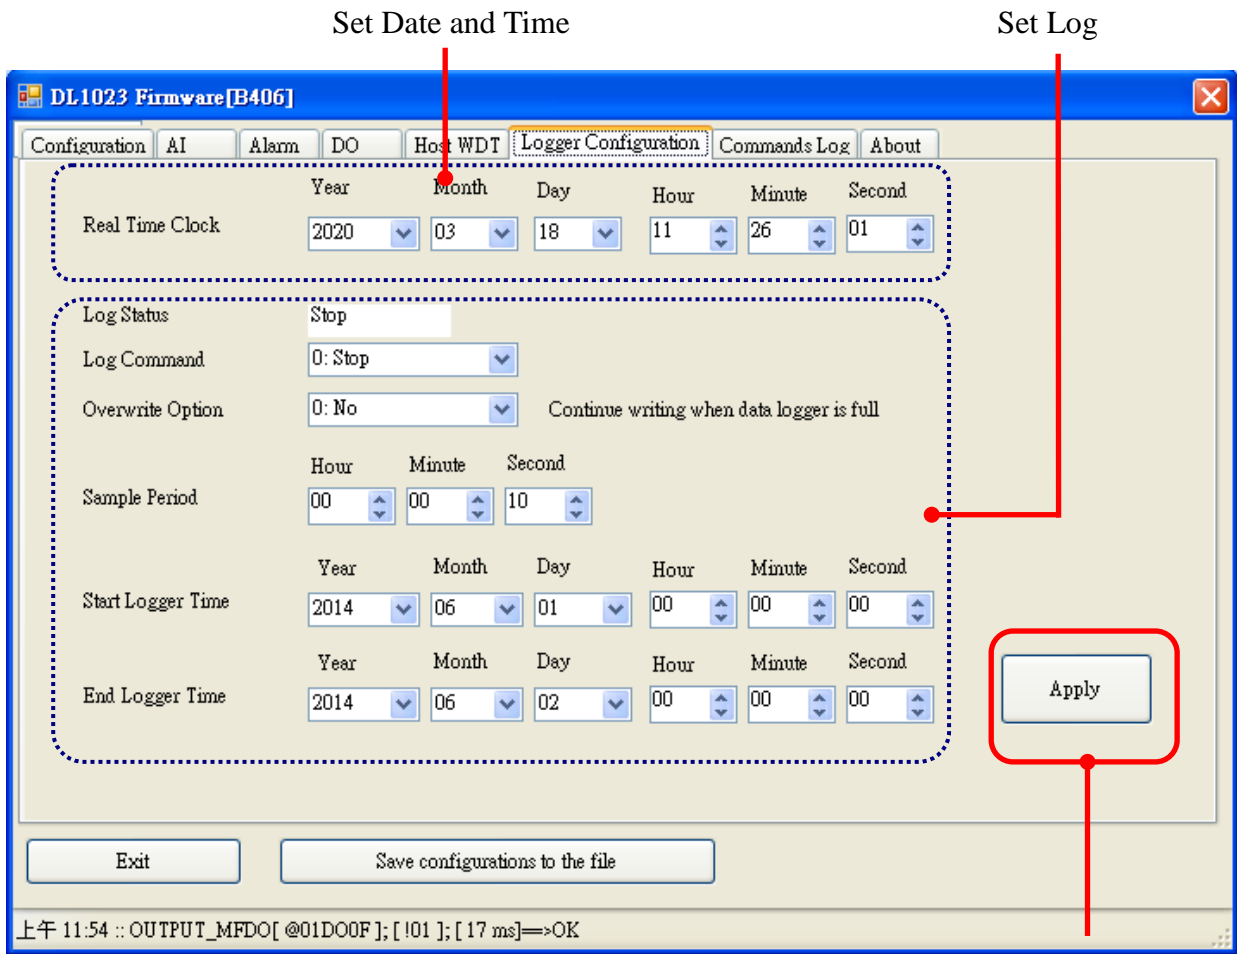 Set Date and Time Set Log
DL1023 Firmware[B406]
Configuration AI Alarm DO Host WDT Logger Configuration Commands Log About
Year Month Day Hour Minute Second
Real Time Clock 2020 03 18 11 26 01
Log Status Stop
Log Command 0: Stop
Overwrite Option 0: No Continue writing when data logger is full
Hour Minute Second
Sample Period 00 00 10
Year Month Day Hour Minute Second
Start Logger Time 2014 06 01 00 00 00
Year Month Day Hour Minute Second
End Logger Time 2014 06 02 00 00 00
Apply
Exit Save configurations to the file
上午 11:54 :: OUTPUT_MFDO[ @01DO0F ]; [ !01 ]; [ 17 ms]==>OK